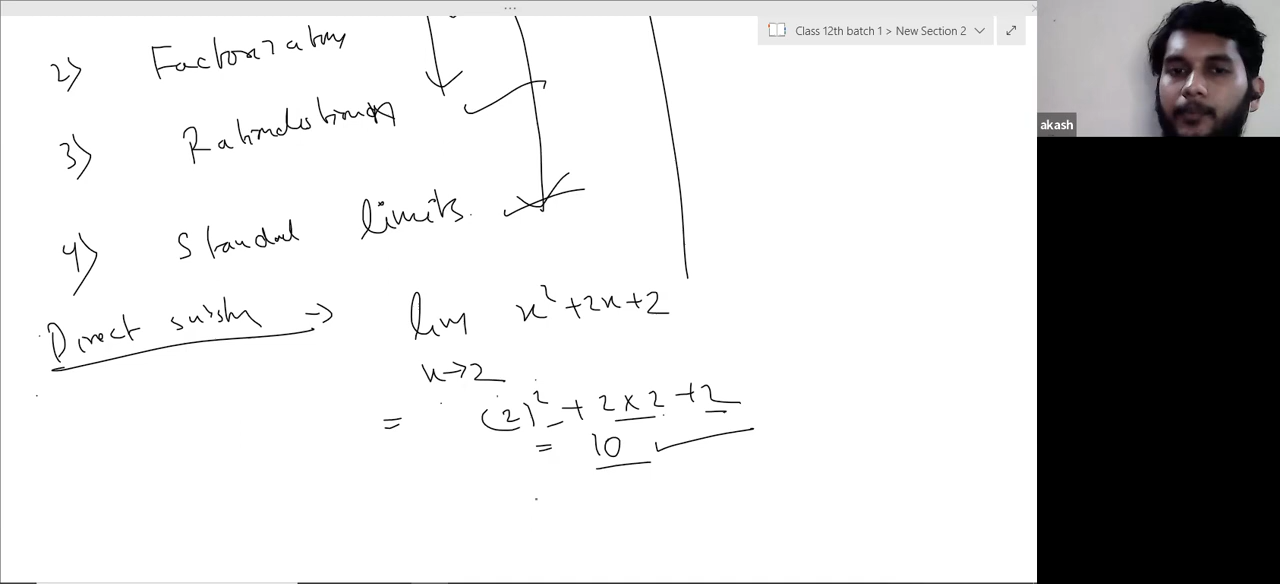 Class 12th batch 1 > New Section 2
akash
2) Factorization
3) Rationalisation
4) Standard limits.
Direct substn → lim x² + 2x + 2
x→2
= (2)² + 2 × 2 + 2
= 10